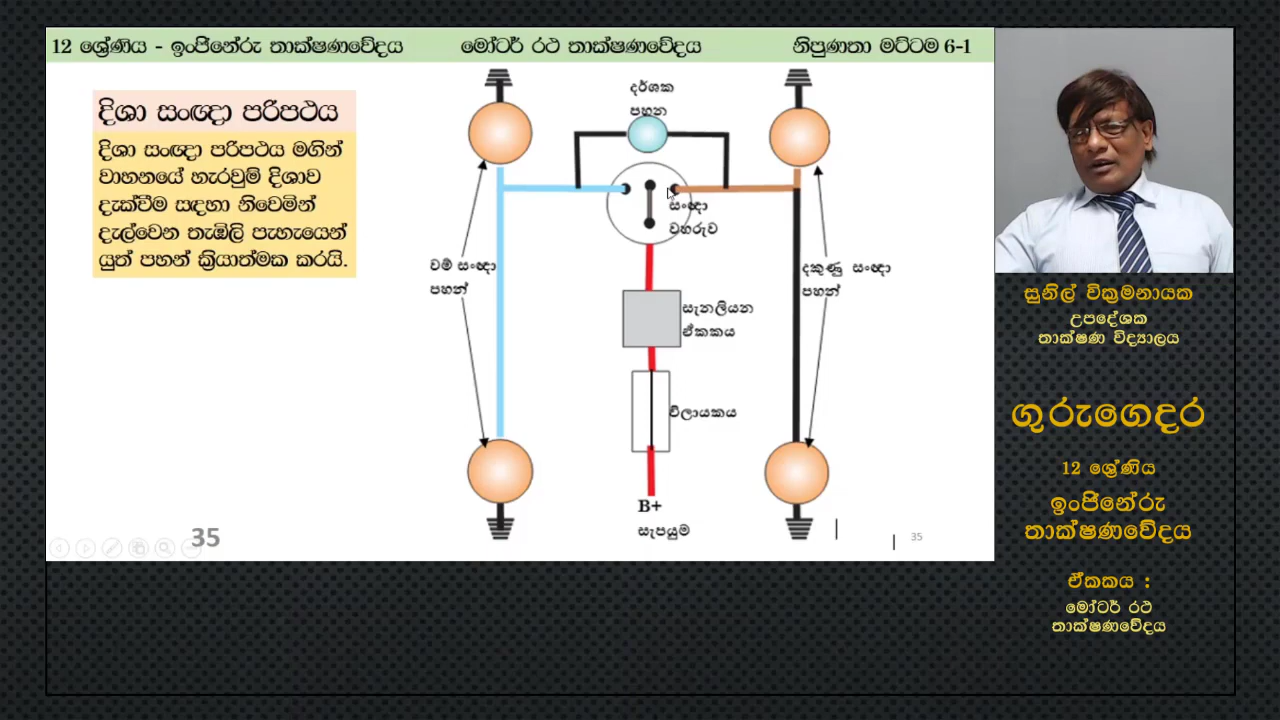 12 ශ්‍රේණිය - ඉංජිනේරු තාක්ෂණවේදය
මෝටර් රථ තාක්ෂණවේදය
නිපුණතා මට්ටම 6-1
දිශා සංඥා පරිපථය
දිශා සංඥා පරිපථය මගින්
වාහනයේ හැරවුම් දිශාව
දැක්වීම සඳහා නිවෙමින්
දැල්වෙන තැඹිලි පැහැයෙන්
යුත් පහන් ක්‍රියාත්මක කරයි.
දර්ශක
පහන
සංඥා
වහරුව
වම් සංඥා
පහන්
දකුණු සංඥා
පහන්
සැනලියන
ඒකකය
විලායකය
B+
සැපයුම
35
35
සුනිල් වික්‍රමනායක
උපදේශක
තාක්ෂණ විද්‍යාලය
ගුරුගෙදර
12 ශ්‍රේණිය
ඉංජිනේරු
තාක්ෂණවේදය
ඒකකය :
මෝටර් රථ
තාක්ෂණවේදය